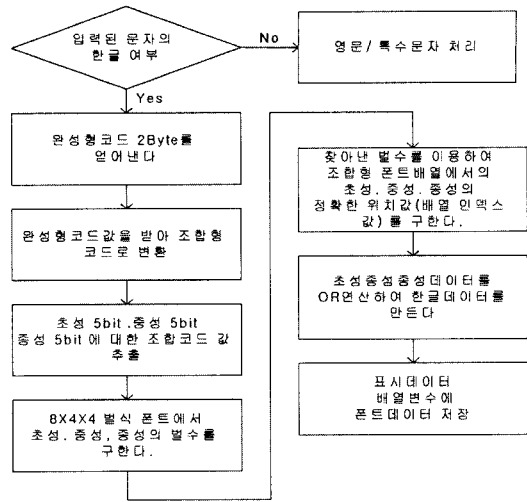 입력된 문자의
한글 여부
No
영문/ 특수문자 처리
Yes
완성형코드 2Byte를
얻어낸다
완성형코드값을 받아 조합형
코드로 변환
초성 5bit .중성 5bit
종성 5bit에 대한 조합코드 값
추출
8X4X4 벌식 폰트에서
초성. 중성, 종성의 벌수를
구한다.
찾아낸 벌수를 이용하여
조합형 폰트배열에서의
초성. 중성. 종성의
정확한 위치값(배열 인덱스
값) 를 구한다.
초성중성종성데이터를
OR연산하여 한글데이터를
만든다
표시데이터
배열변수에
폰트데이터 저장